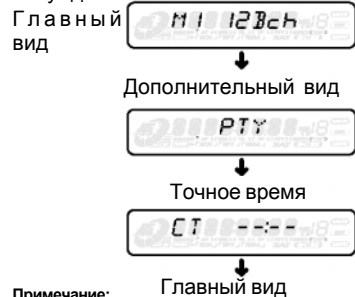 Главный
вид
M1 12Bch
Дополнительный вид
PTY
Точное время
CT --:--
Главный вид
Примечание: